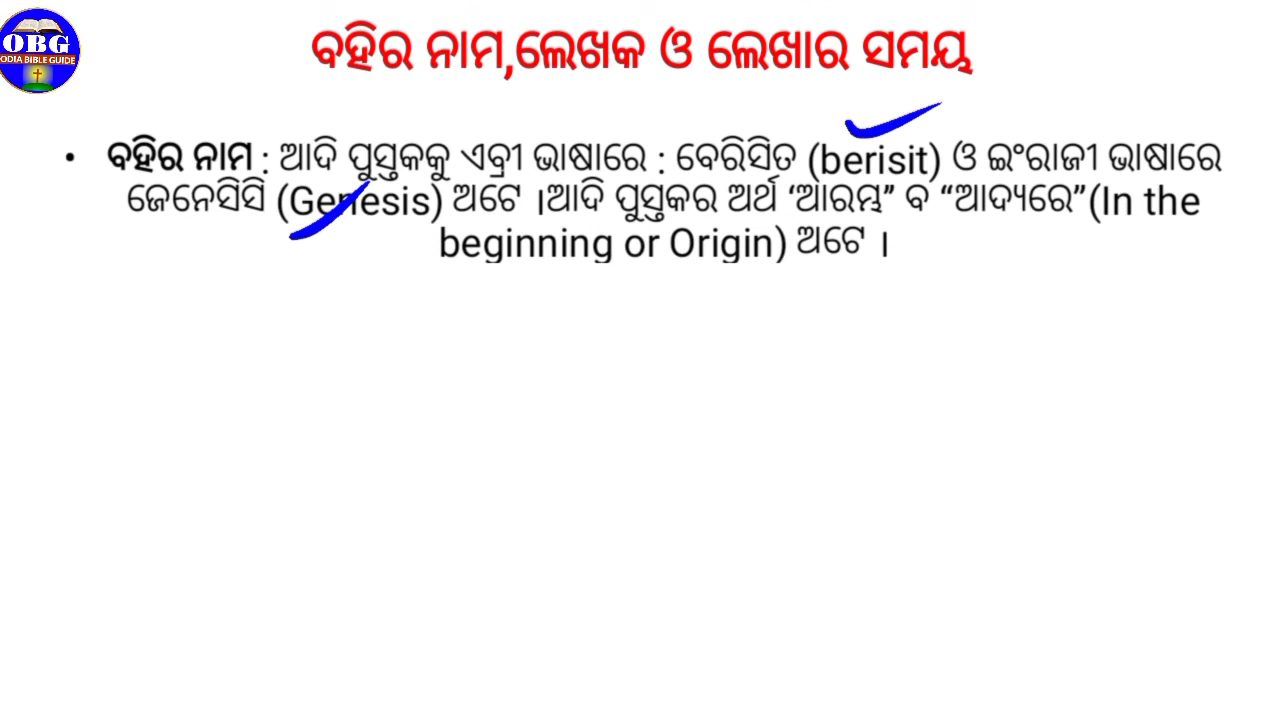 OBG
ODIA BIBLE GUIDE
ବହିର ନାମ,ଲେଖକ ଓ ଲେଖାର ସମୟ
• ବହିର ନାମ : ଆଦି ପୁସ୍ତକକୁ ଏବ୍ରୀ ଭାଷାରେ : ବେରିସିତ (berisit) ଓ ଇଂରାଜୀ ଭାଷାରେ
ଜେନେସିସି (Genesis) ଅଟେ ।ଆଦି ପୁସ୍ତକର ଅର୍ଥ ‘ଆରମ୍ଭ” ବ “ଆଦ୍ୟରେ”(In the
beginning or Origin) ଅଟେ ।